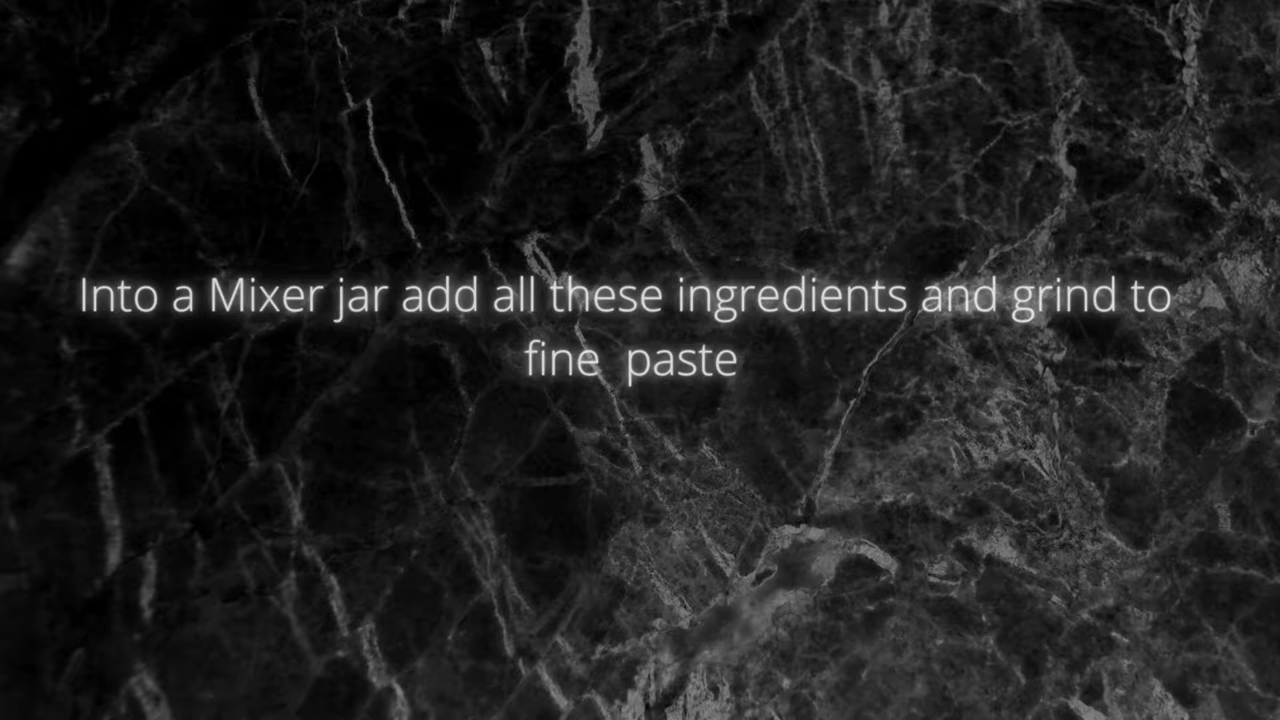 Into a Mixer jar add all these ingredients and grind to
fine  paste